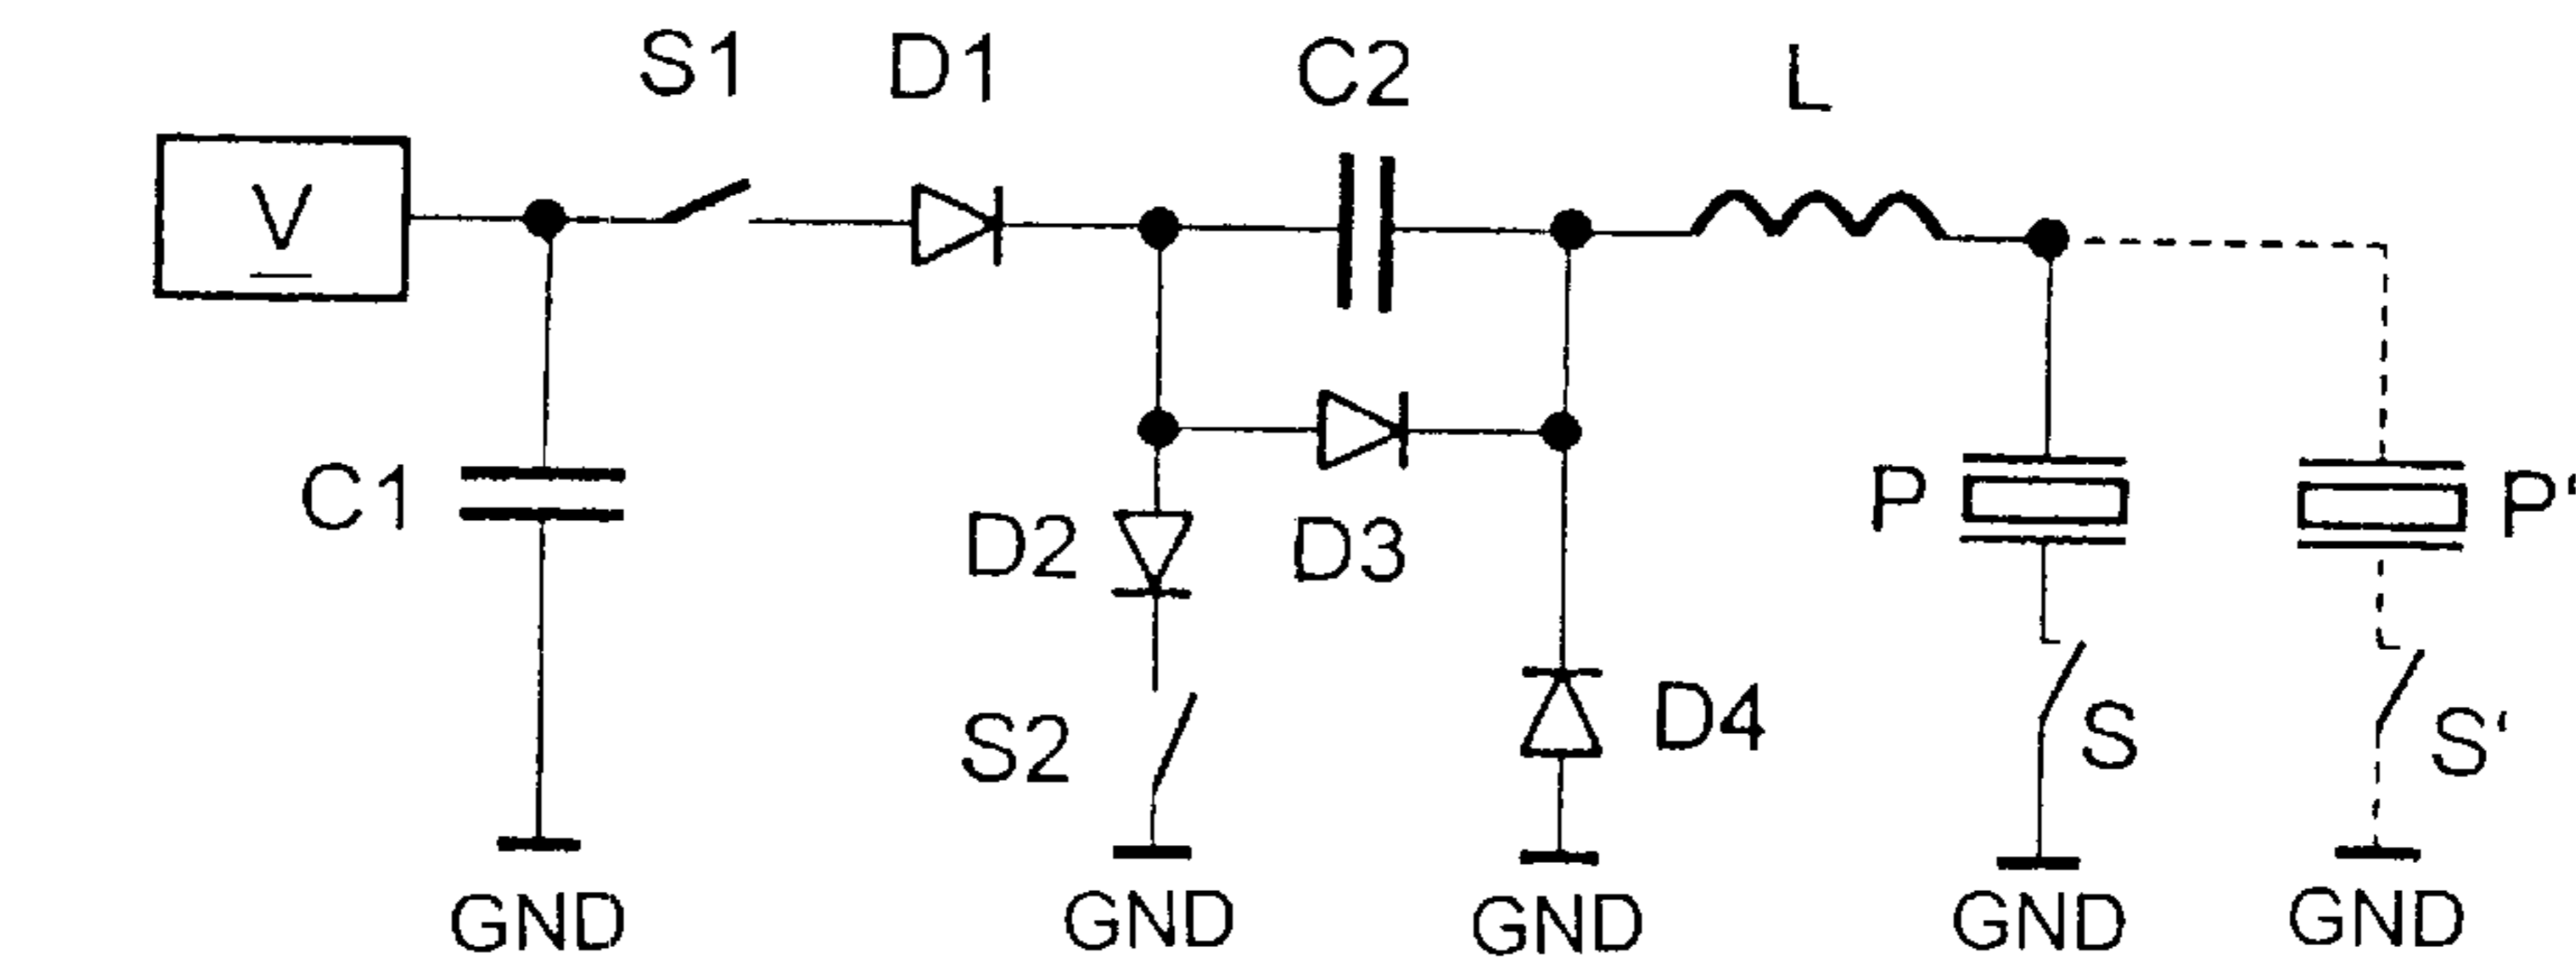 S1 D1 C2 L
V
C1 D2 D3 P P‘
S2 D4 S S‘
GND GND GND GND GND